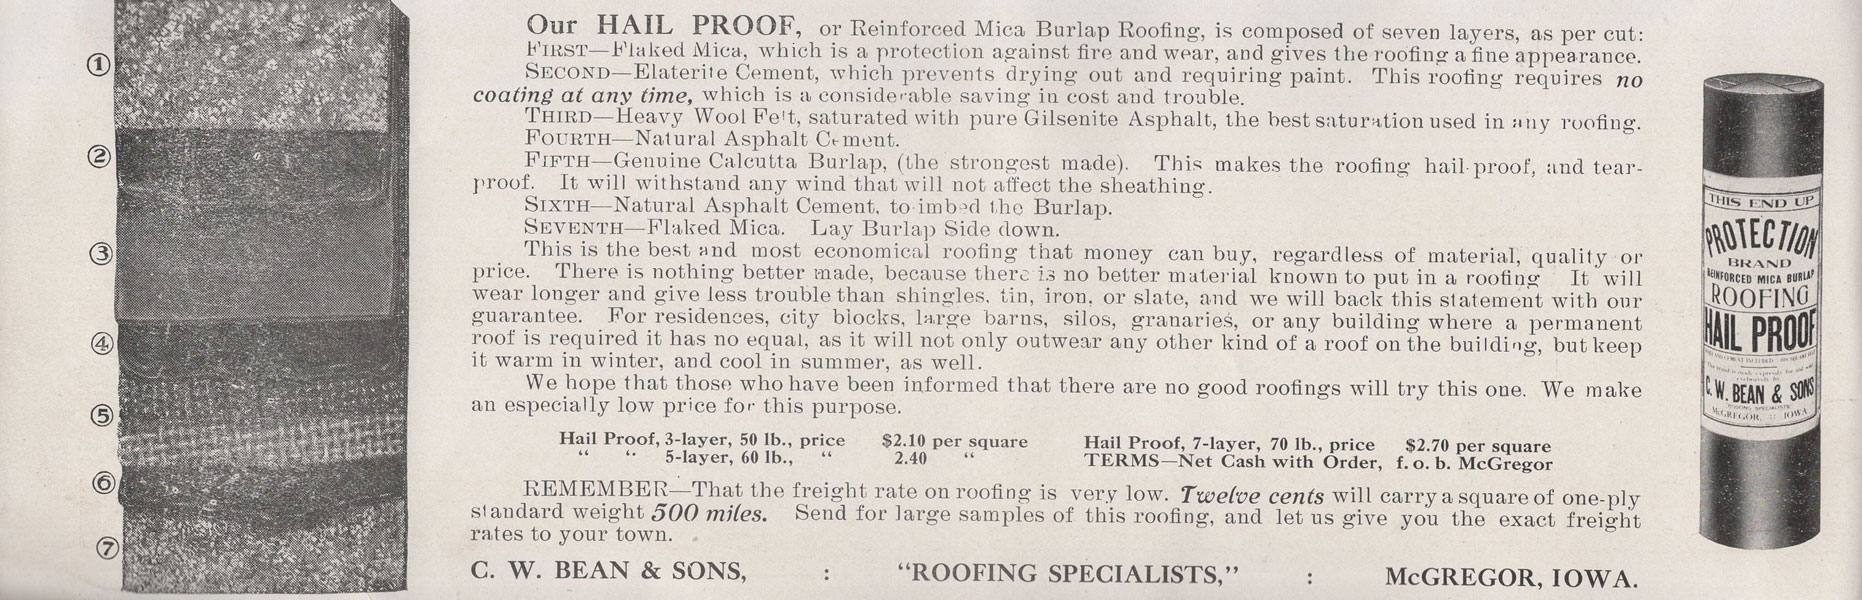 Our HAIL PROOF, or Reinforced Mica Burlap Roofing, is composed of seven layers, as per cut:
FIRST—Flaked Mica, which is a protection against fire and wear, and gives the roofing a fine appearance.
SECOND—Elaterite Cement, which prevents drying out and requiring paint. This roofing requires no
coating at any time, which is a considerable saving in cost and trouble.
THIRD—Heavy Wool Felt, saturated with pure Gilsenite Asphalt, the best saturation used in any roofing.
FOURTH—Natural Asphalt Cement.
FIFTH—Genuine Calcutta Burlap, (the strongest made). This makes the roofing hail-proof, and tear-
proof. It will withstand any wind that will not affect the sheathing.
SIXTH—Natural Asphalt Cement, to imbed the Burlap.
SEVENTH—Flaked Mica. Lay Burlap Side down.
This is the best and most economical roofing that money can buy, regardless of material, quality or
price. There is nothing better made, because there is no better material known to put in a roofing It will
wear longer and give less trouble than shingles, tin, iron, or slate, and we will back this statement with our
guarantee. For residences, city blocks, large barns, silos, granaries, or any building where a permanent
roof is required it has no equal, as it will not only outwear any other kind of a roof on the building, but keep
it warm in winter, and cool in summer, as well.
We hope that those who have been informed that there are no good roofings will try this one. We make
an especially low price for this purpose.
Hail Proof, 3-layer, 50 lb., price $2.10 per square
" " 5-layer, 60 lb., " 2.40 "
Hail Proof, 7-layer, 70 lb., price $2.70 per square
TERMS—Net Cash with Order, f. o. b. McGregor
REMEMBER—That the freight rate on roofing is very low. Twelve cents will carry a square of one-ply
standard weight 500 miles. Send for large samples of this roofing, and let us give you the exact freight
rates to your town.
C. W. BEAN & SONS, : "ROOFING SPECIALISTS," : McGREGOR, IOWA.
①
②
③
④
⑤
⑥
⑦
THIS END UP
PROTECTION
BRAND
REINFORCED MICA BURLAP
ROOFING
HAIL PROOF
C. W. BEAN & SONS
ROOFING SPECIALISTS
McGREGOR, :: IOWA